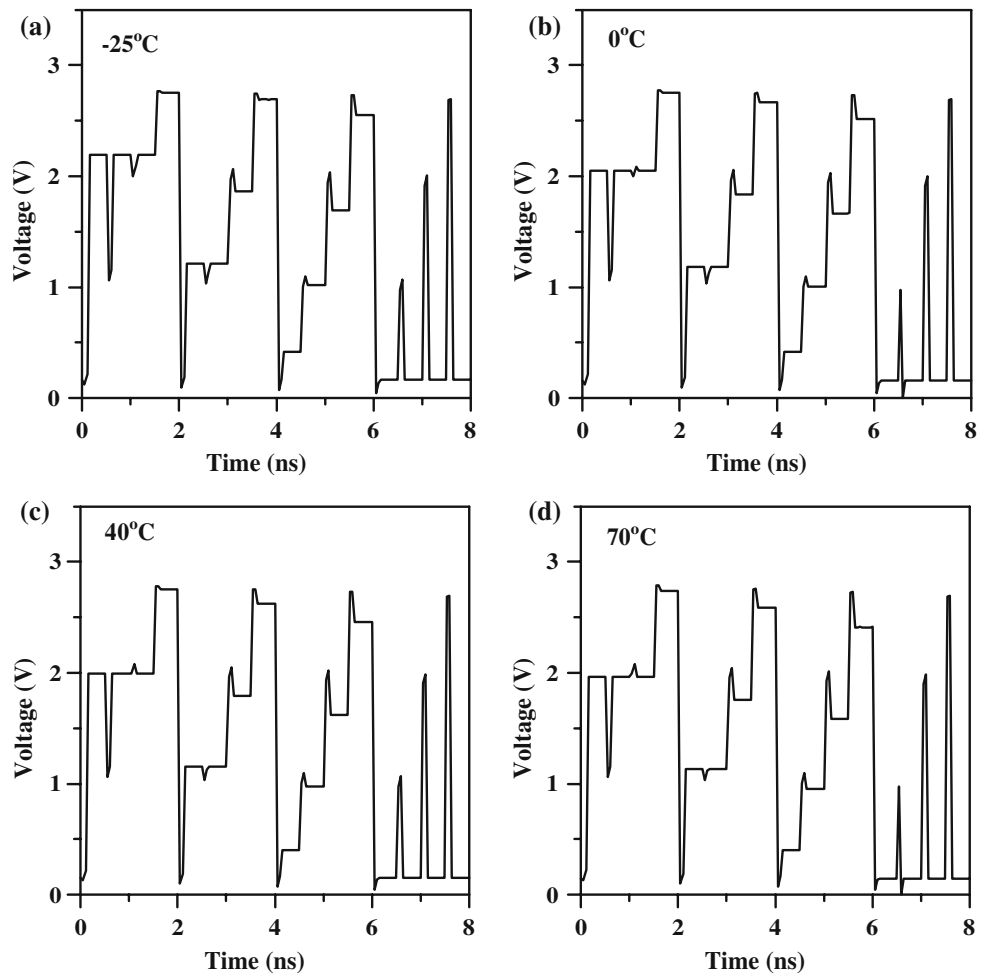 (a)
-25°C
3
2
1
0
Voltage (V)
0 2 4 6 8
Time (ns)
(b)
0°C
3
2
1
0
Voltage (V)
0 2 4 6 8
Time (ns)
(c)
40°C
3
2
1
0
Voltage (V)
0 2 4 6 8
Time (ns)
(d)
70°C
3
2
1
0
Voltage (V)
0 2 4 6 8
Time (ns)